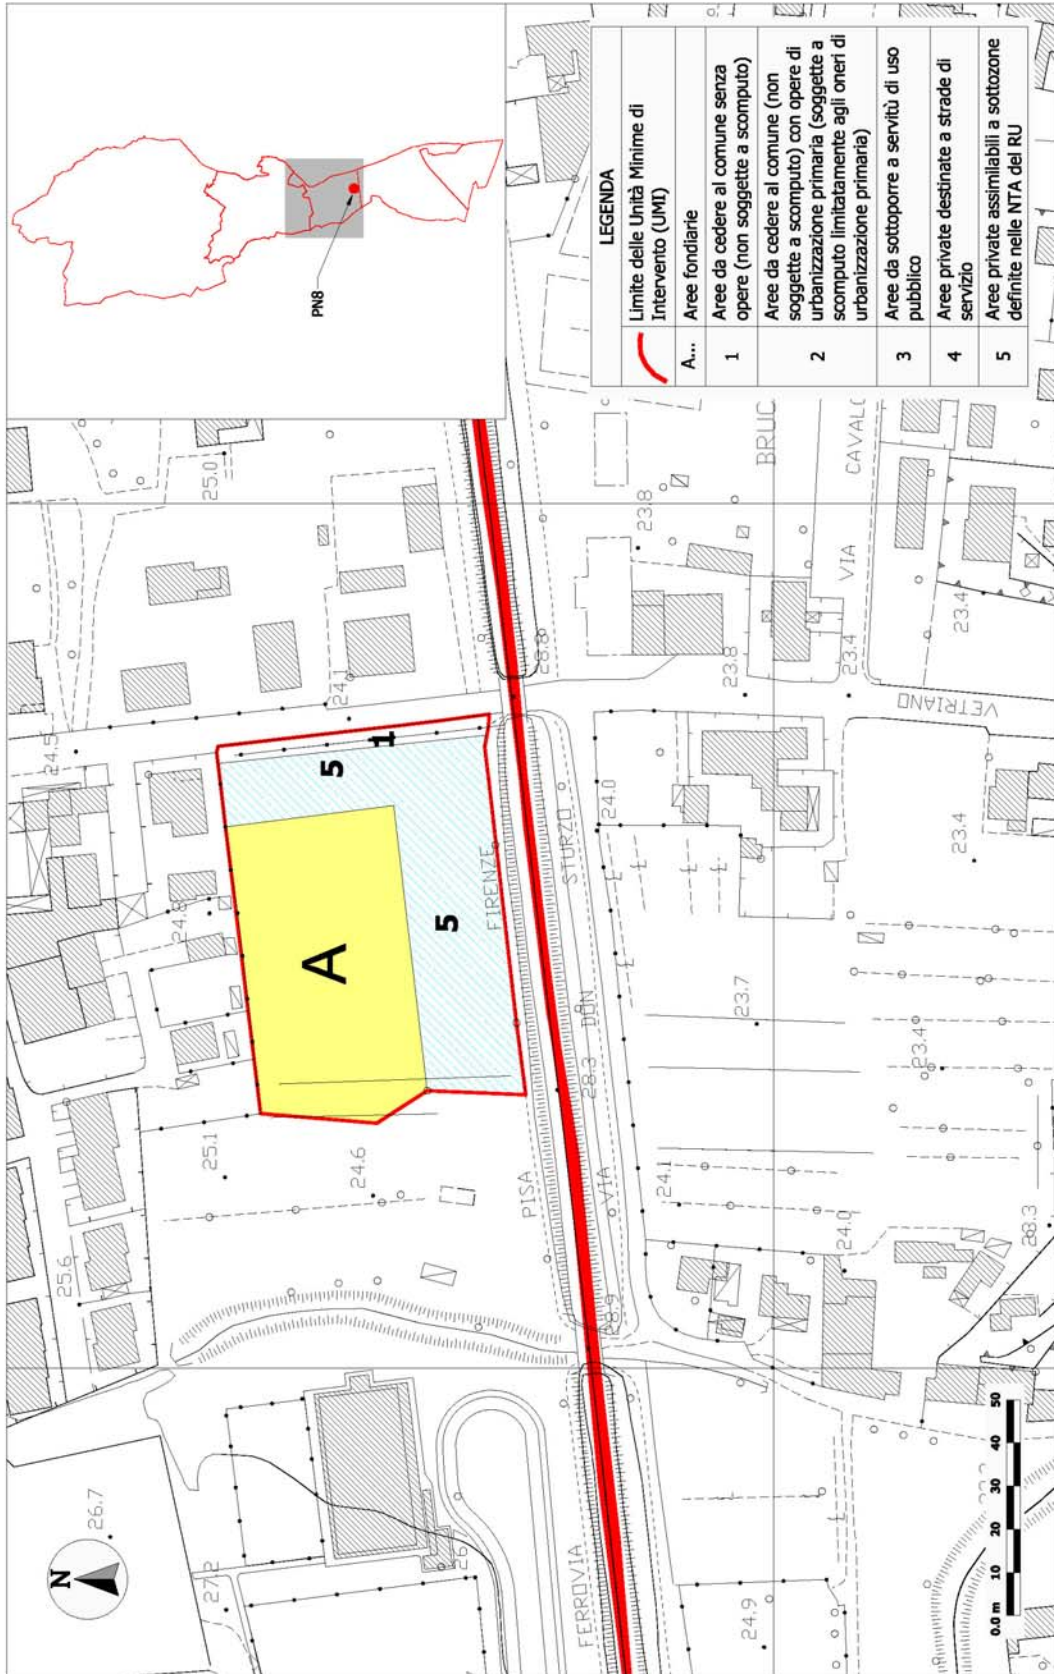 PN8
LEGENDA
Limite delle Unità Minime di
Intervento (UMI)
A... Aree fondiarie
1 Aree da cedere al comune senza
opere (non soggette a scomputo)
2 Aree da cedere al comune (non
soggette a scomputo) con opere di
urbanizzazione primaria (soggette a
scomputo limitatamente agli oneri di
urbanizzazione primaria)
3 Aree da sottoporre a servitù di uso
pubblico
4 Aree private destinate a strade di
servizio
5 Aree private assimilabili a sottozone
definite nelle NTA del RU
N
26.7
27.2
25.6
25.1
24.6
24.8
24.5
24.1
25.0
A
5
1
5
FERROVIA
PISA
FIRENZE
VIA
DON
STURZO
28.9
28.3
28.8
24.9
24.1
24.0
23.7
24.0
23.8
23.8
BRUC
VIA
CAVALC
VETRIANO
23.4
23.4
23.4
23.4
0.0 m 10 20 30 40 50